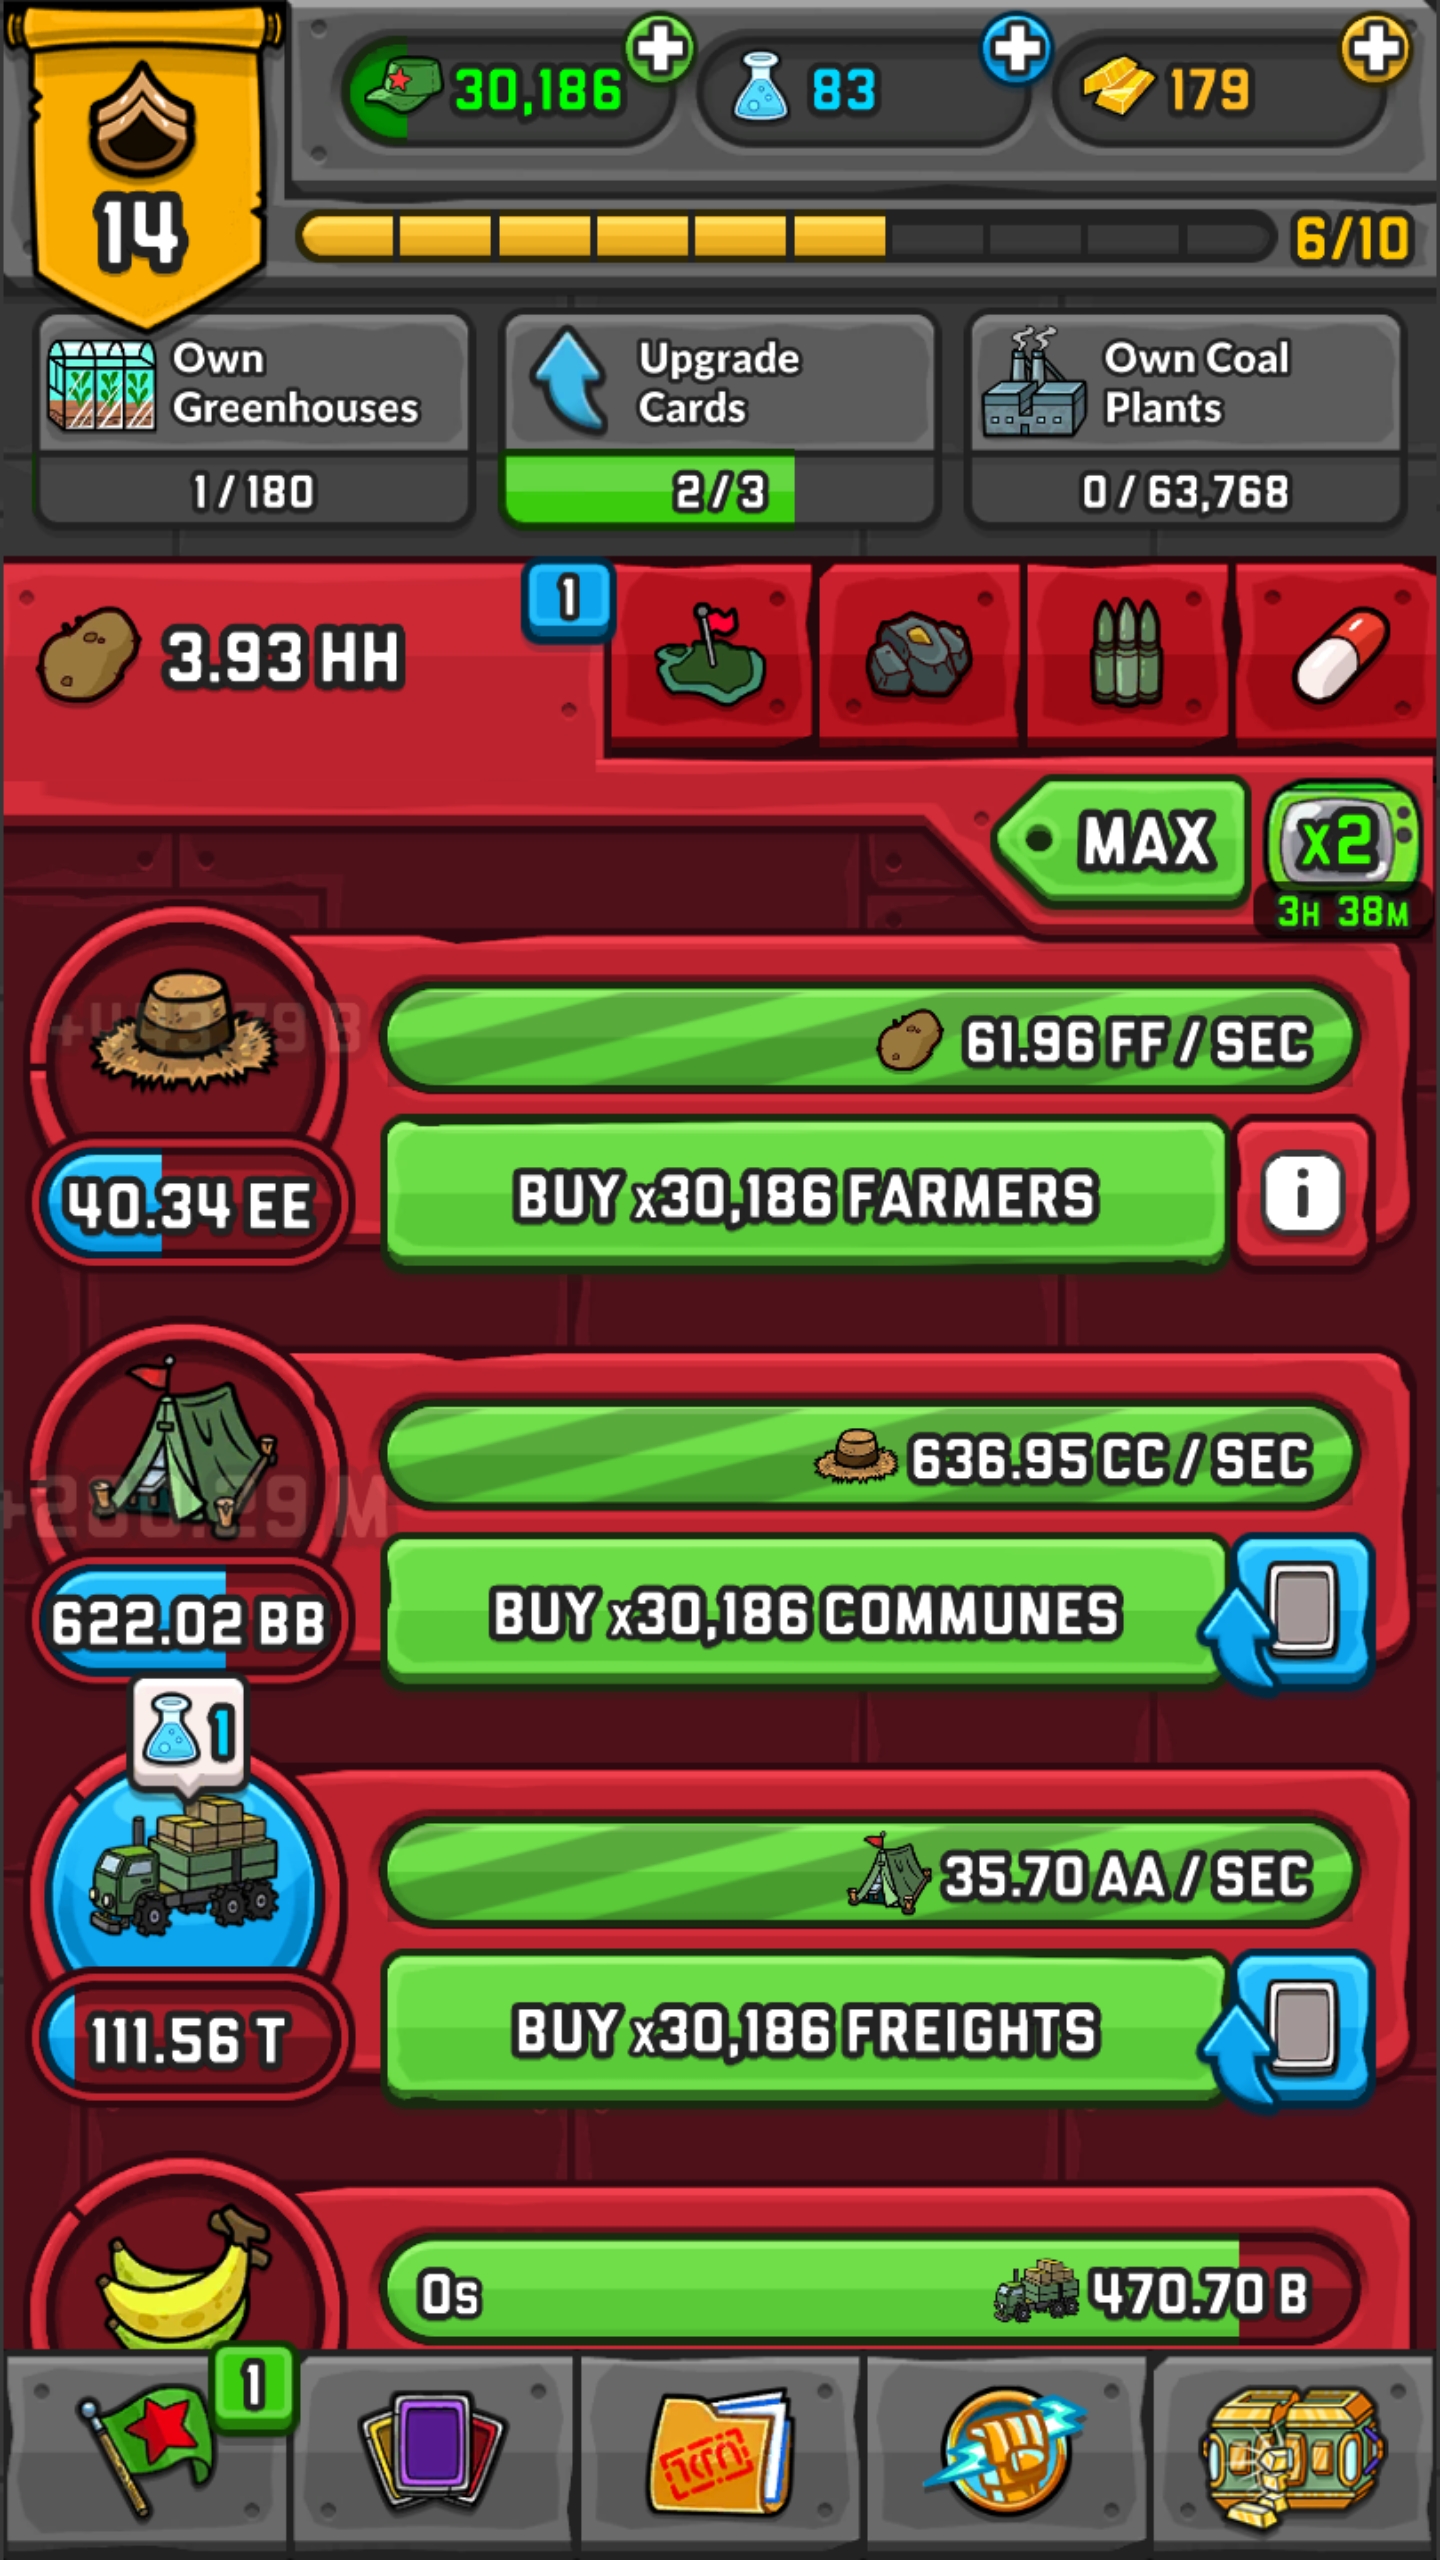 30,186
83
179
14
6/10
Own
Greenhouses
1/180
Upgrade
Cards
2/3
Own Coal
Plants
0/63,768
3.93 HH
1
MAX
x2
3H 38M
61.96 FF / SEC
40.34 EE
BUY x30,186 FARMERS
i
636.95 CC / SEC
622.02 BB
BUY x30,186 COMMUNES
1
35.70 AA / SEC
111.56 T
BUY x30,186 FREIGHTS
0s
470.70 B
1